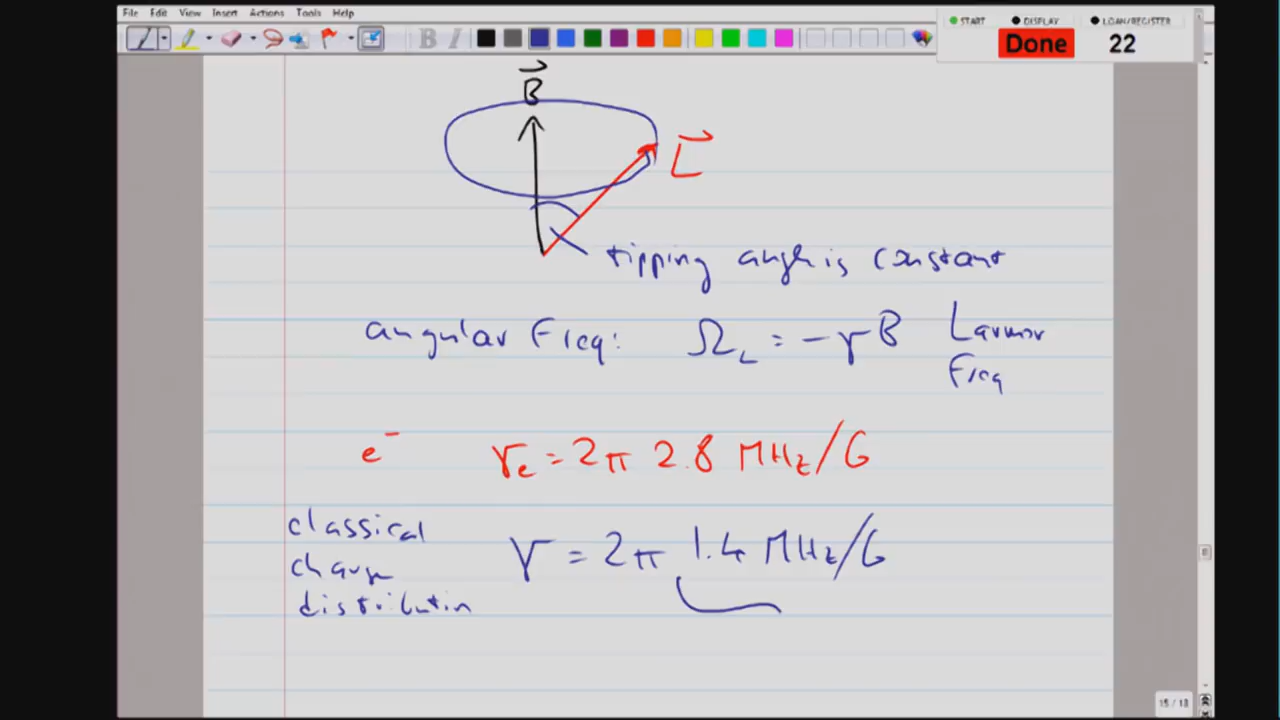 File Edit View Insert Actions Tools Help
START DISPLAY LOAN/REGISTER
Done 22
B I
B
L
tipping angle is constant
angular Freq: Ω_L = -γB Larmor
Freq
e⁻ γ_e = 2π 2.8 MHz/G
classical
charge γ = 2π 1.4 MHz/G
distribution
15 / 18